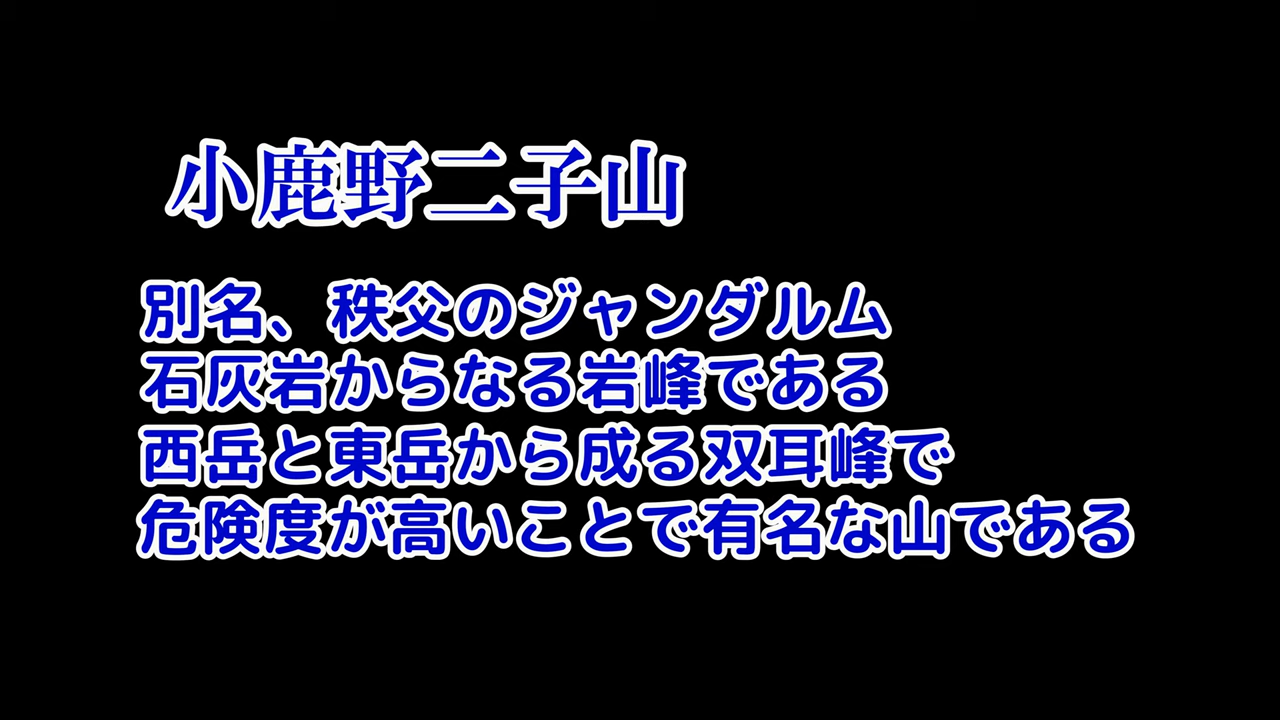 小鹿野二子山
別名、秩父のジャンダルム
石灰岩からなる岩峰である
西岳と東岳から成る双耳峰で
危険度が高いことで有名な山である